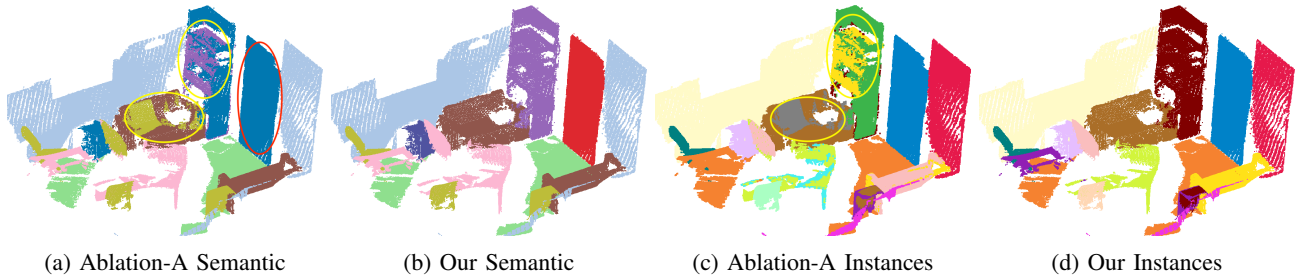 (a) Ablation-A Semantic (b) Our Semantic (c) Ablation-A Instances (d) Our Instances